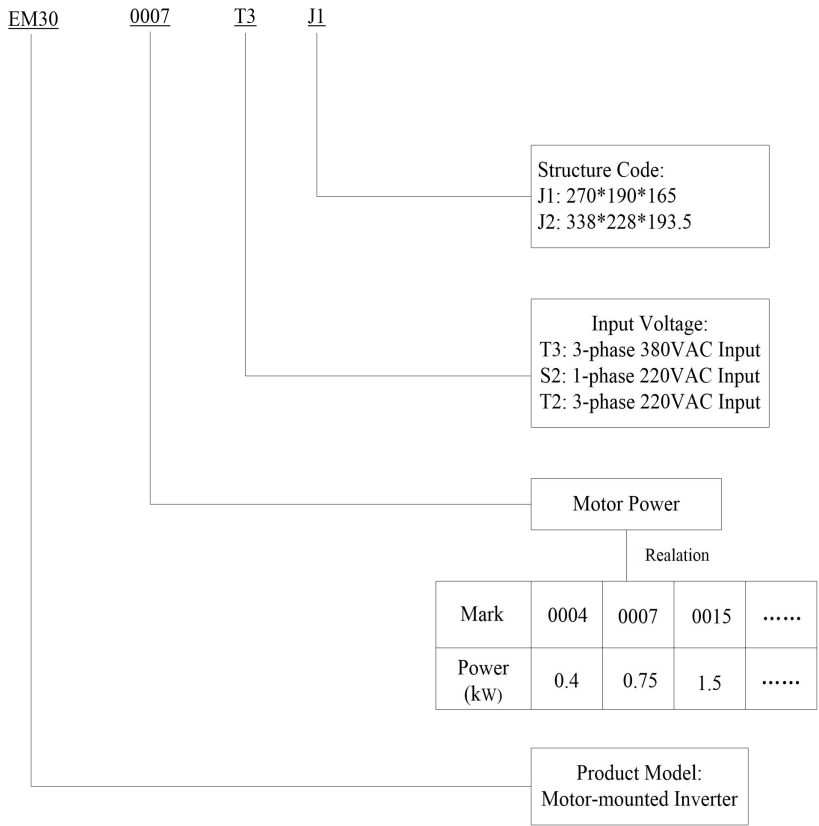 EM30 0007 T3 J1
Structure Code:
J1: 270*190*165
J2: 338*228*193.5
Input Voltage:
T3: 3-phase 380VAC Input
S2: 1-phase 220VAC Input
T2: 3-phase 220VAC Input
Motor Power
Realation
Mark 0004 0007 0015 ……
Power
(kW) 0.4 0.75 1.5 ……
Product Model:
Motor-mounted Inverter